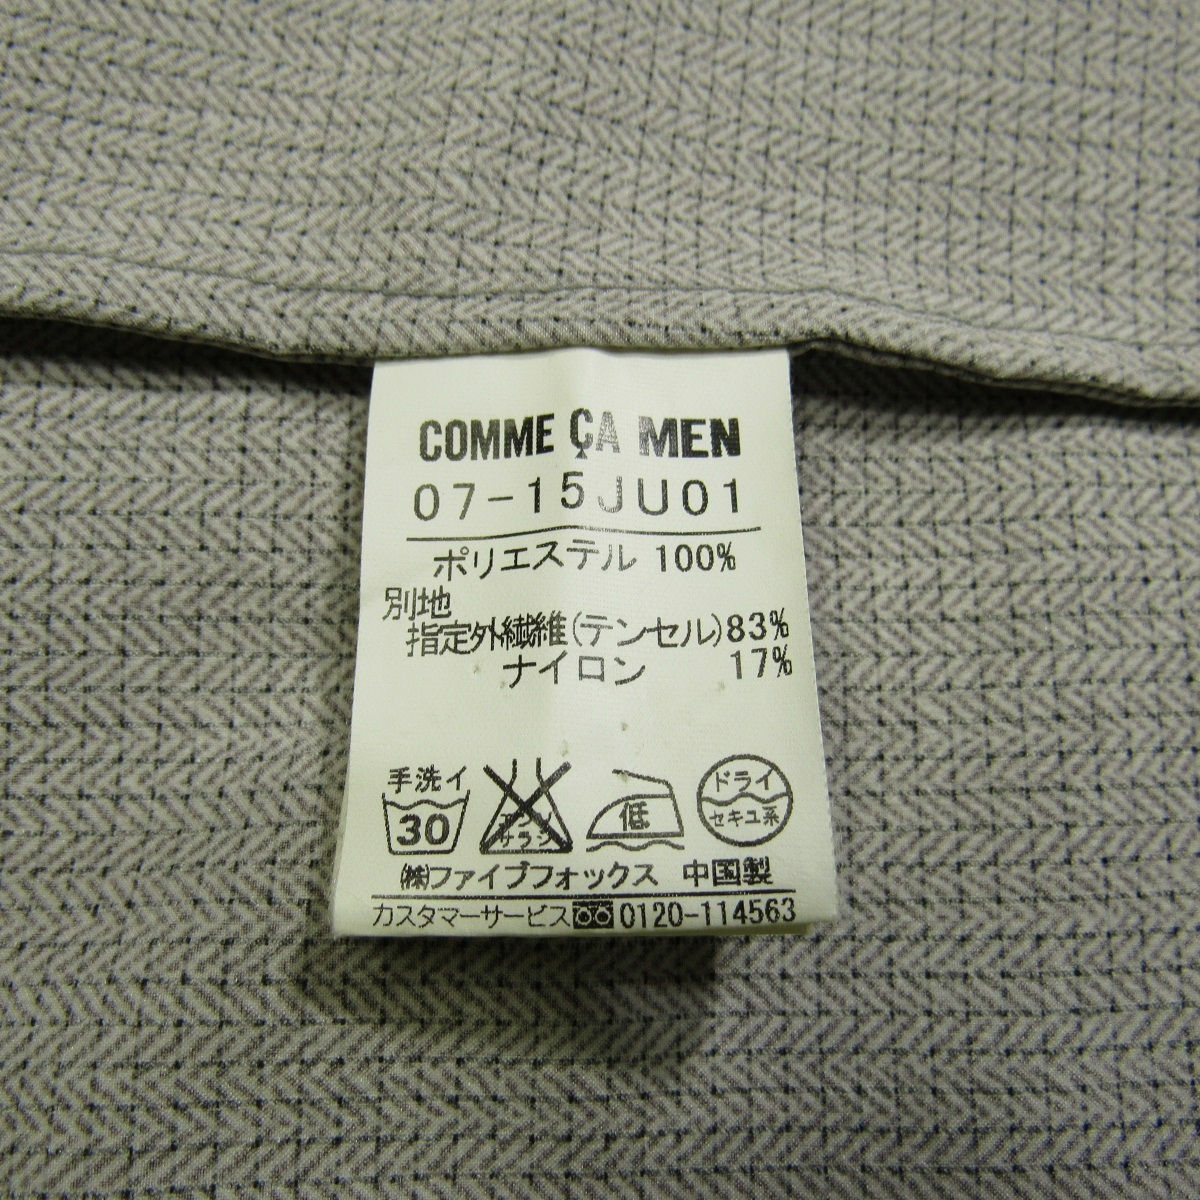 COMME ÇA MEN
07-15JU01
ポリエステル 100%
別地
指定外繊維(テンセル)83%
ナイロン 17%
手洗イ
30
エンソ
サラシ
低
ドライ
セキユ系
㈱ファイブフォックス 中国製
カスタマーサービス 0120-114563